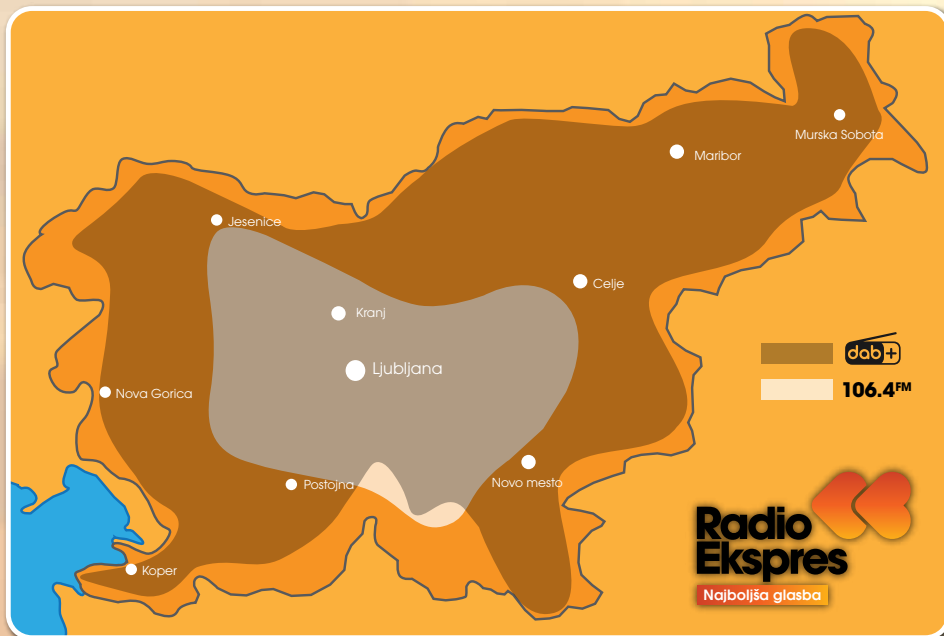 Murska Sobota
Maribor
Jesenice
Celje
Kranj
Ljubljana
Nova Gorica
Postojna
Novo mesto
Koper
dab+
106.4FM
Radio
Ekspres
Najboljša glasba